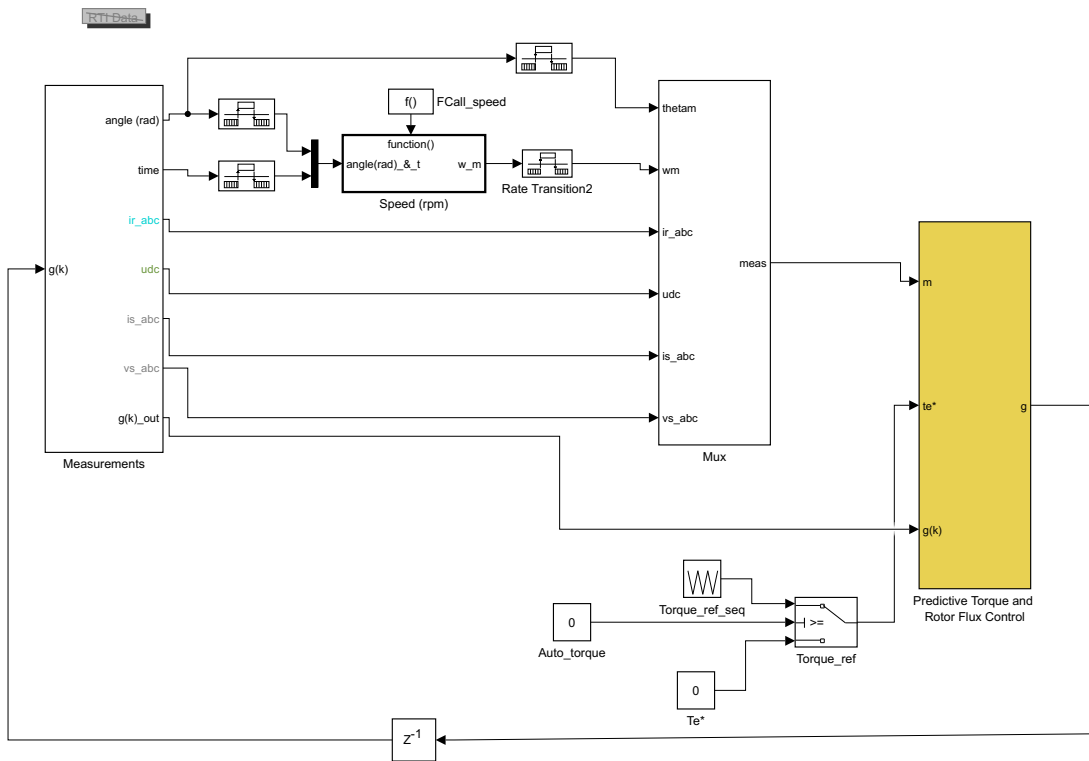 RTI Data
angle (rad)
time
ir_abc
udc
is_abc
vs_abc
g(k)_out
g(k)
Measurements
f()
FCall_speed
function()
angle(rad)_&_t
w_m
Speed (rpm)
Rate Transition2
thetam
wm
ir_abc
udc
is_abc
vs_abc
meas
Mux
m
te*
g(k)
g
Predictive Torque and
Rotor Flux Control
Torque_ref_seq
0
Auto_torque
>=
Torque_ref
0
Te*
Z-1